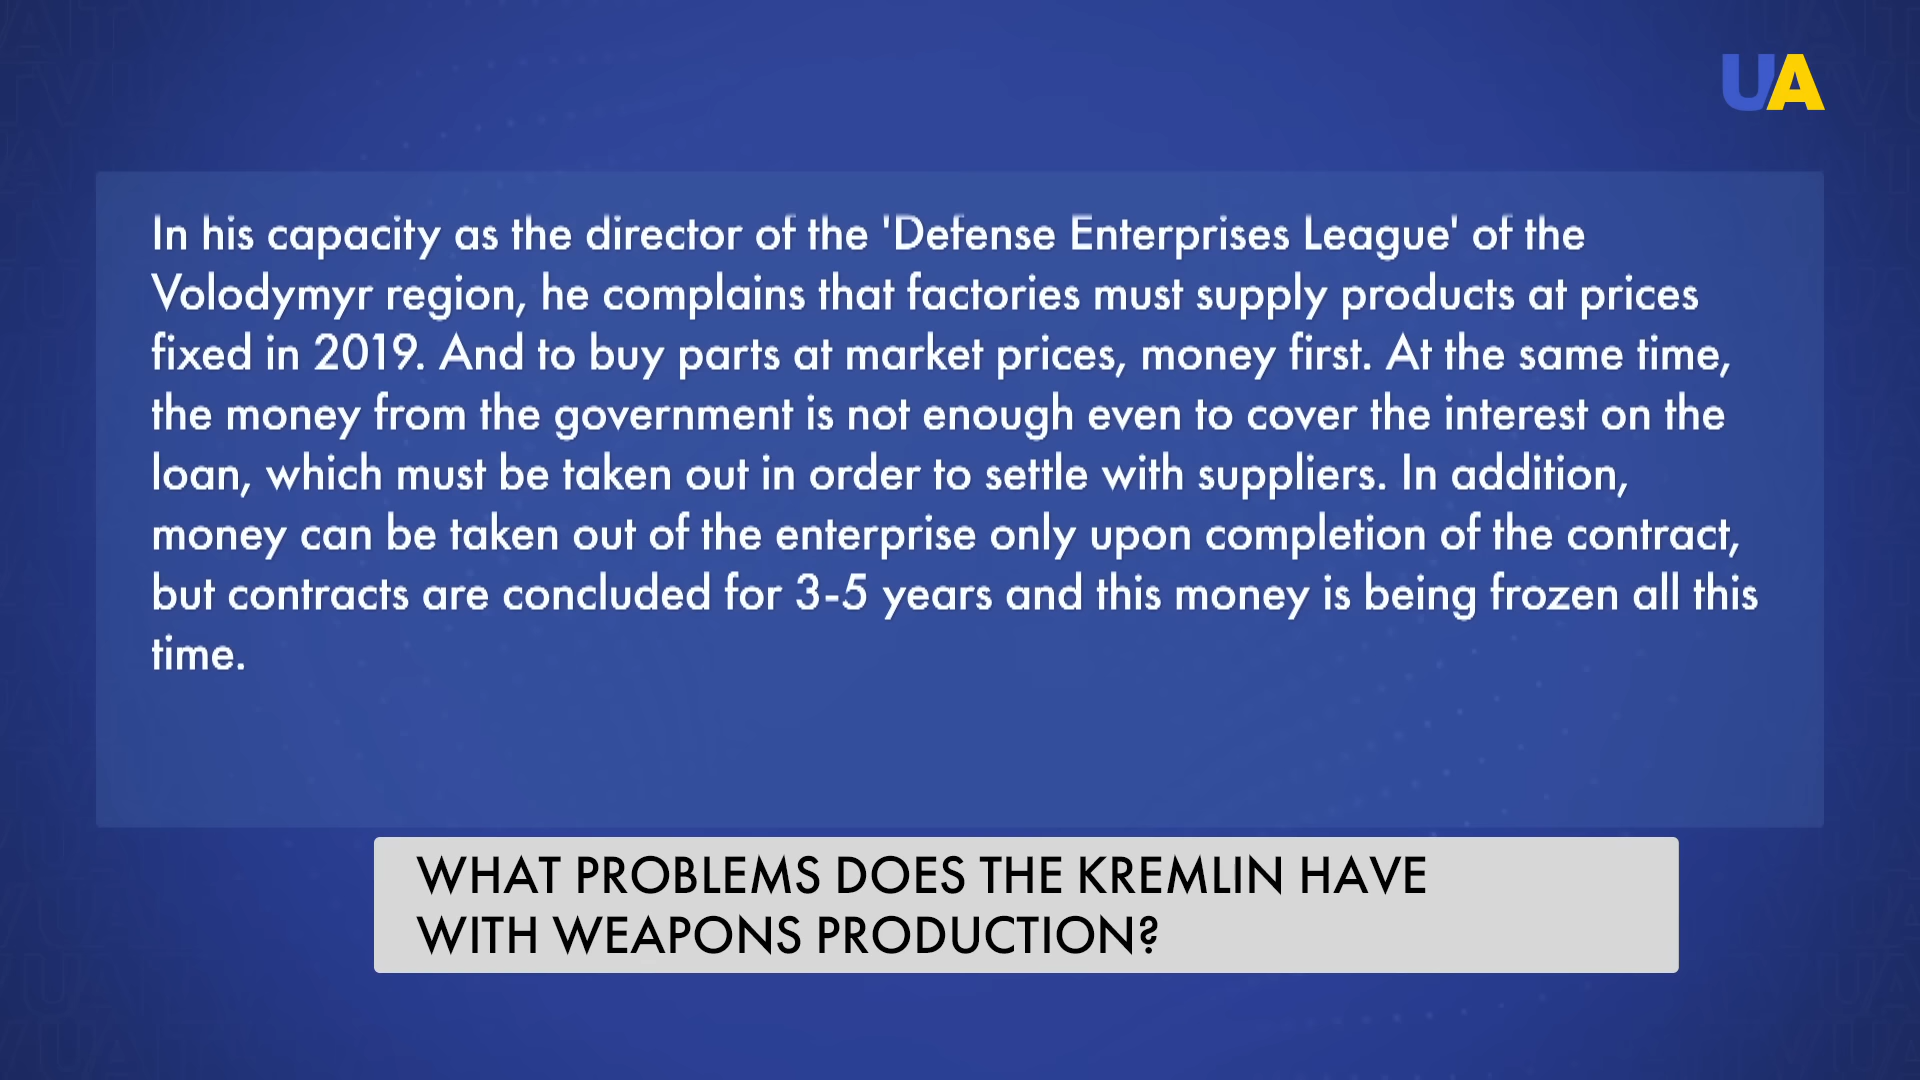 UA
In his capacity as the director of the 'Defense Enterprises League' of the
Volodymyr region, he complains that factories must supply products at prices
fixed in 2019. And to buy parts at market prices, money first. At the same time,
the money from the government is not enough even to cover the interest on the
loan, which must be taken out in order to settle with suppliers. In addition,
money can be taken out of the enterprise only upon completion of the contract,
but contracts are concluded for 3-5 years and this money is being frozen all this
time.
WHAT PROBLEMS DOES THE KREMLIN HAVE
WITH WEAPONS PRODUCTION?